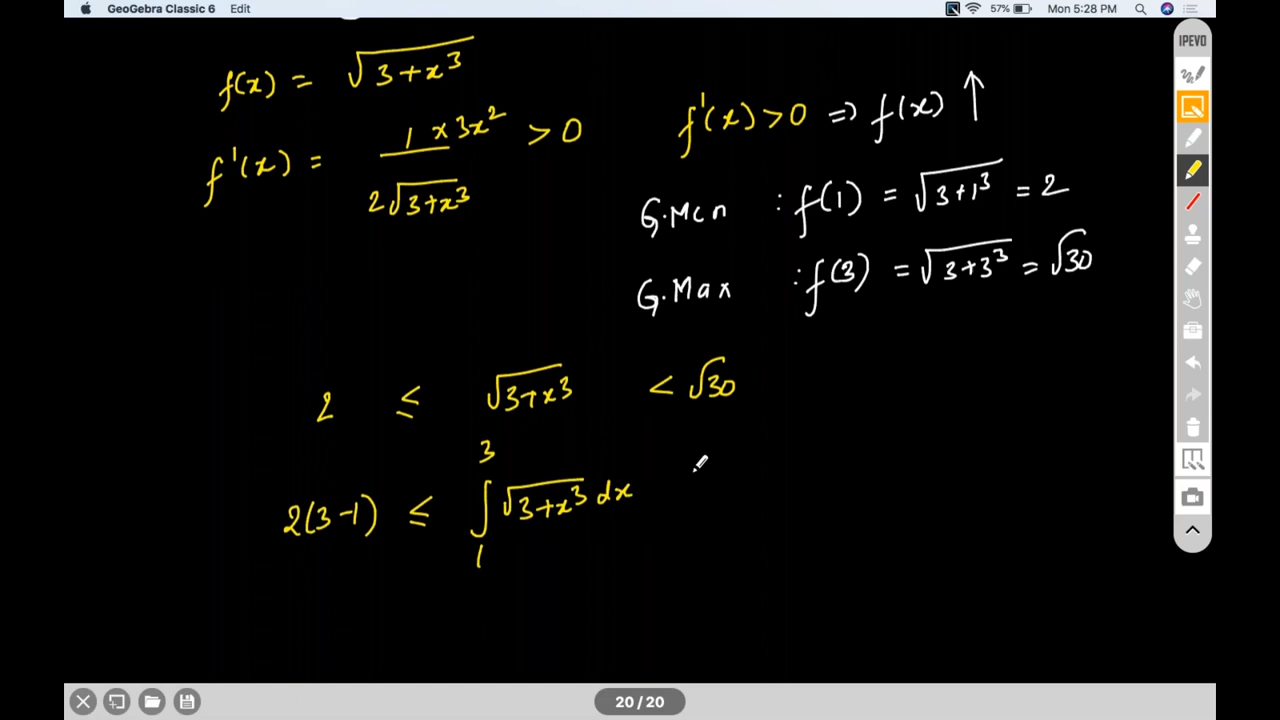 GeoGebra Classic 6 Edit 57% Mon 5:28 PM
IPEVO
f(x) = √(3+x³)
f'(x) = 1/(2√(3+x³)) × 3x² > 0
f'(x) > 0 ⇒ f(x) ↑
G.Min : f(1) = √(3+1³) = 2
G.Max : f(3) = √(3+3³) = √30
2 ≤ √(3+x³) < √30
2(3-1) ≤ ∫₁³ √(3+x³) dx
20 / 20